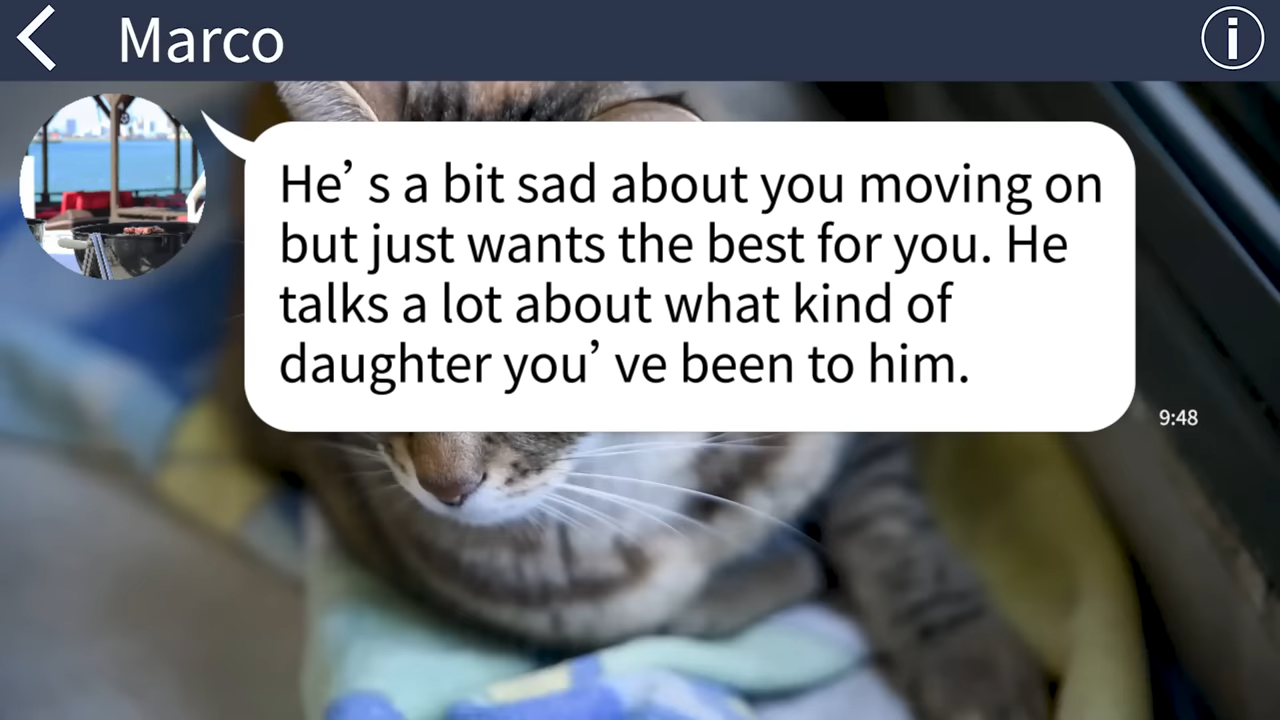 Marco
He’s a bit sad about you moving on
but just wants the best for you. He
talks a lot about what kind of
daughter you’ve been to him.
9:48